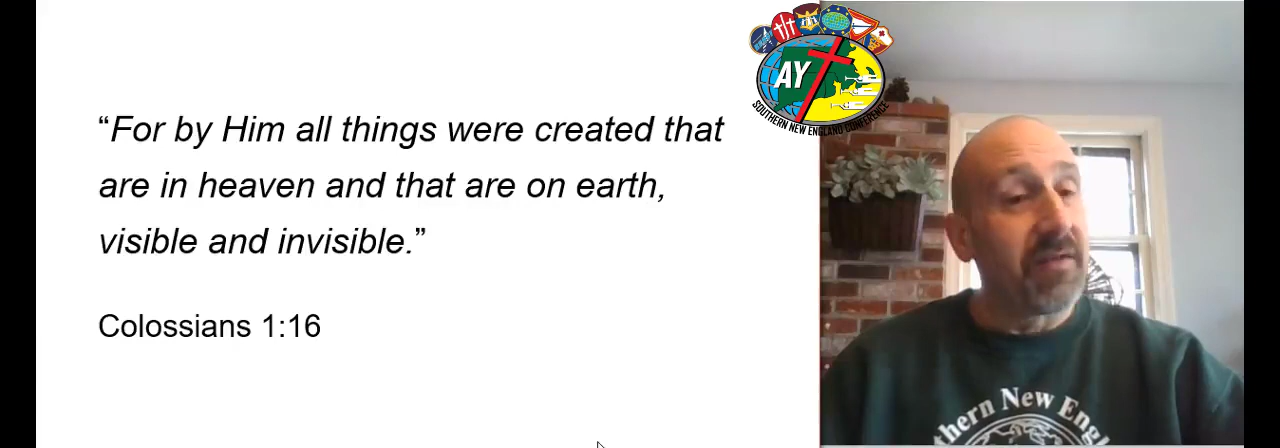 “For by Him all things were created that
are in heaven and that are on earth,
visible and invisible.”
Colossians 1:16
AY
SOUTHERN NEW ENGLAND CONFERENCE
thern New Eng